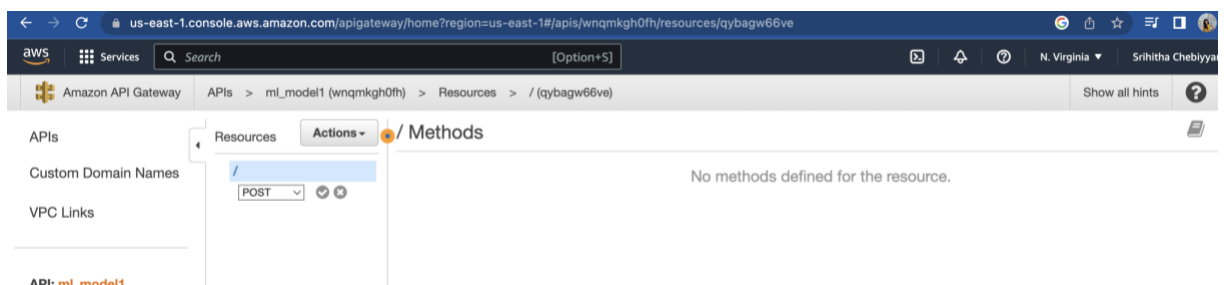 us-east-1.console.aws.amazon.com/apigateway/home?region=us-east-1#/apis/wnqmkgh0fh/resources/qybagw66ve
aws Services Search [Option+S] N. Virginia ▼ Srihitha Chebiyya
Amazon API Gateway APIs > ml_model1 (wnqmkgh0fh) > Resources > / (qybagw66ve) Show all hints
APIs Resources Actions / Methods
Custom Domain Names / No methods defined for the resource.
POST
VPC Links
API: ml_model1